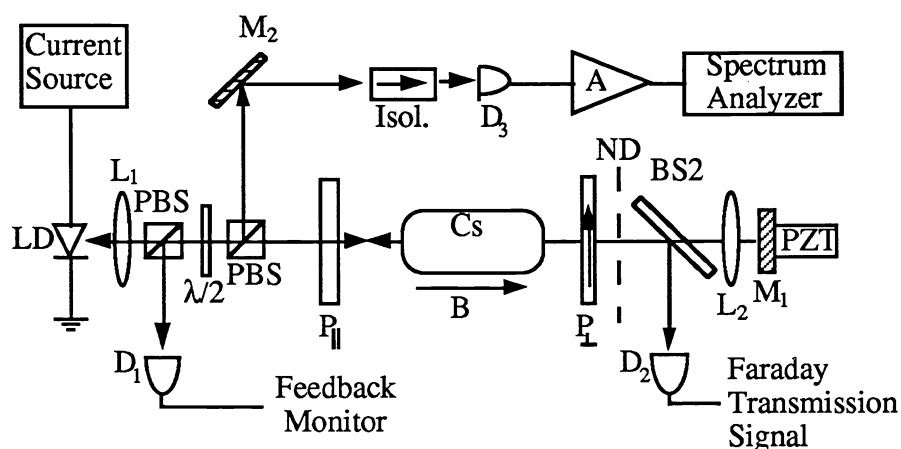 Current
Source
M2
Isol.
D3
A
Spectrum
Analyzer
L1
PBS
LD
λ/2
PBS
P||
Cs
B
P⊥
ND
BS2
L2
M1
PZT
D1
Feedback
Monitor
D2
Faraday
Transmission
Signal